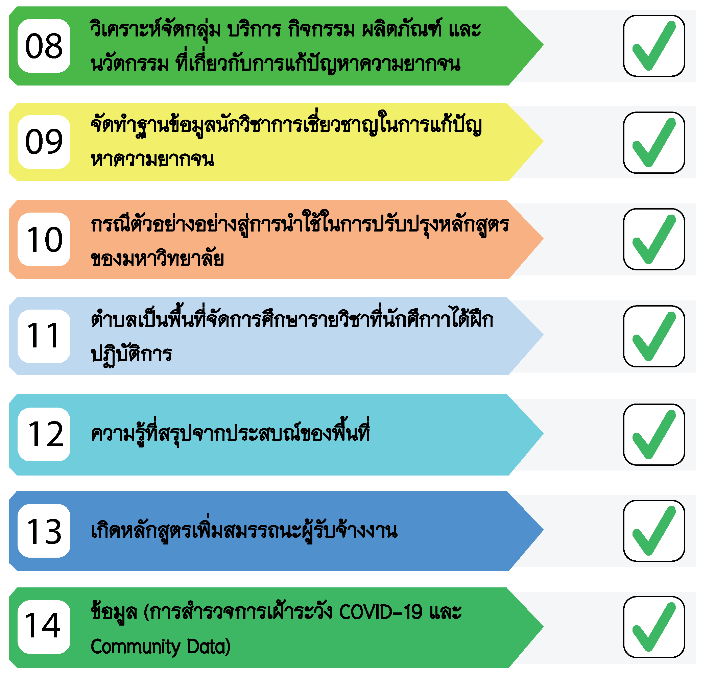 08
วิเคราะห์จัดกลุ่ม บริการ กิจกรรม ผลิตภัณฑ์ และ
นวัตกรรม ที่เกี่ยวกับการแก้ปัญหาความยากจน
09
จัดทำฐานข้อมูลนักวิชาการเชี่ยวชาญในการแก้ปัญ
หาความยากจน
10
กรณีตัวอย่างอย่างสู่การนำใช้ในการปรับปรุงหลักสูตร
ของมหาวิทยาลัย
11
ตำบลเป็นพื้นที่จัดการศึกษารายวิชาที่นักศึกาาได้ฝึก
ปฏิบัติการ
12
ความรู้ที่สรุปจากประสบณ์ของพื้นที่
13
เกิดหลักสูตรเพิ่มสมรรถนะผู้รับจ้างงาน
14
ข้อมูล (การสำรวจการเฝ้าระวัง COVID-19 และ
Community Data)